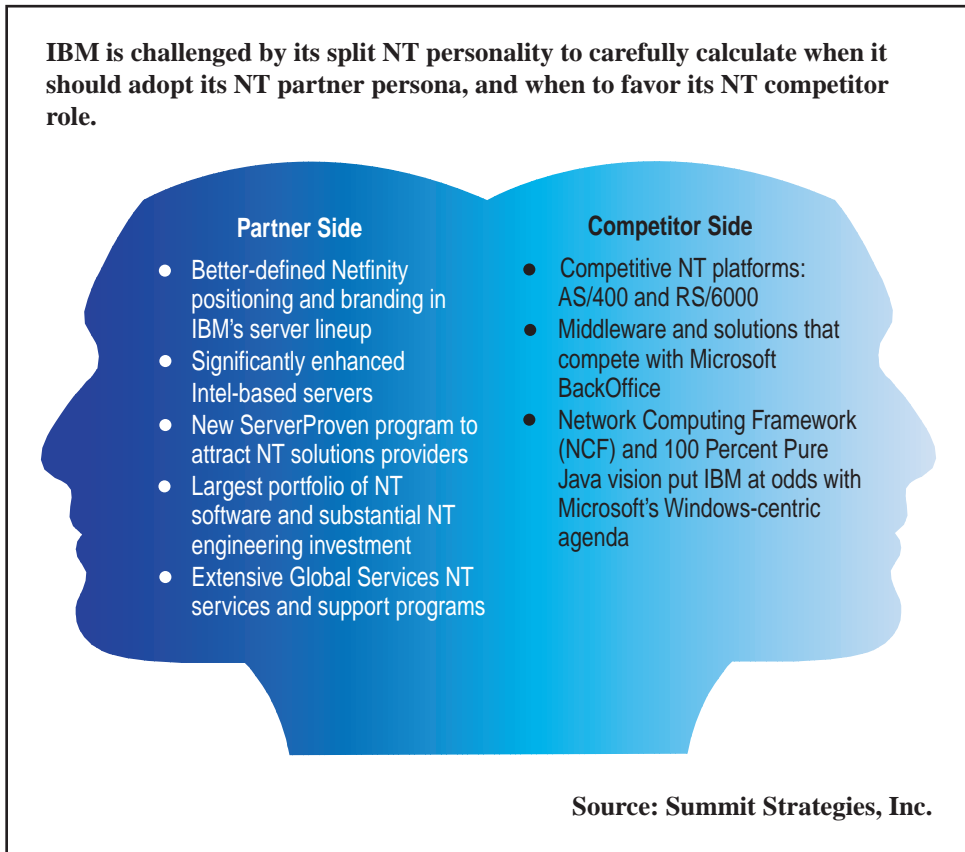 IBM is challenged by its split NT personality to carefully calculate when it
should adopt its NT partner persona, and when to favor its NT competitor
role.
Partner Side
● Better-defined Netfinity
positioning and branding in
IBM's server lineup
● Significantly enhanced
Intel-based servers
● New ServerProven program to
attract NT solutions providers
● Largest portfolio of NT
software and substantial NT
engineering investment
● Extensive Global Services NT
services and support programs
Competitor Side
● Competitive NT platforms:
AS/400 and RS/6000
● Middleware and solutions that
compete with Microsoft
BackOffice
● Network Computing Framework
(NCF) and 100 Percent Pure
Java vision put IBM at odds with
Microsoft's Windows-centric
agenda
Source: Summit Strategies, Inc.